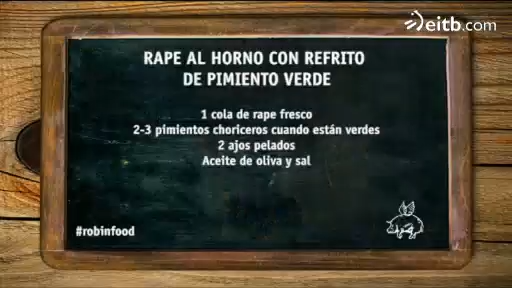 eitb.com
RAPE AL HORNO CON REFRITO
DE PIMIENTO VERDE
1 cola de rape fresco
2-3 pimientos choriceros cuando están verdes
2 ajos pelados
Aceite de oliva y sal
#robinfood